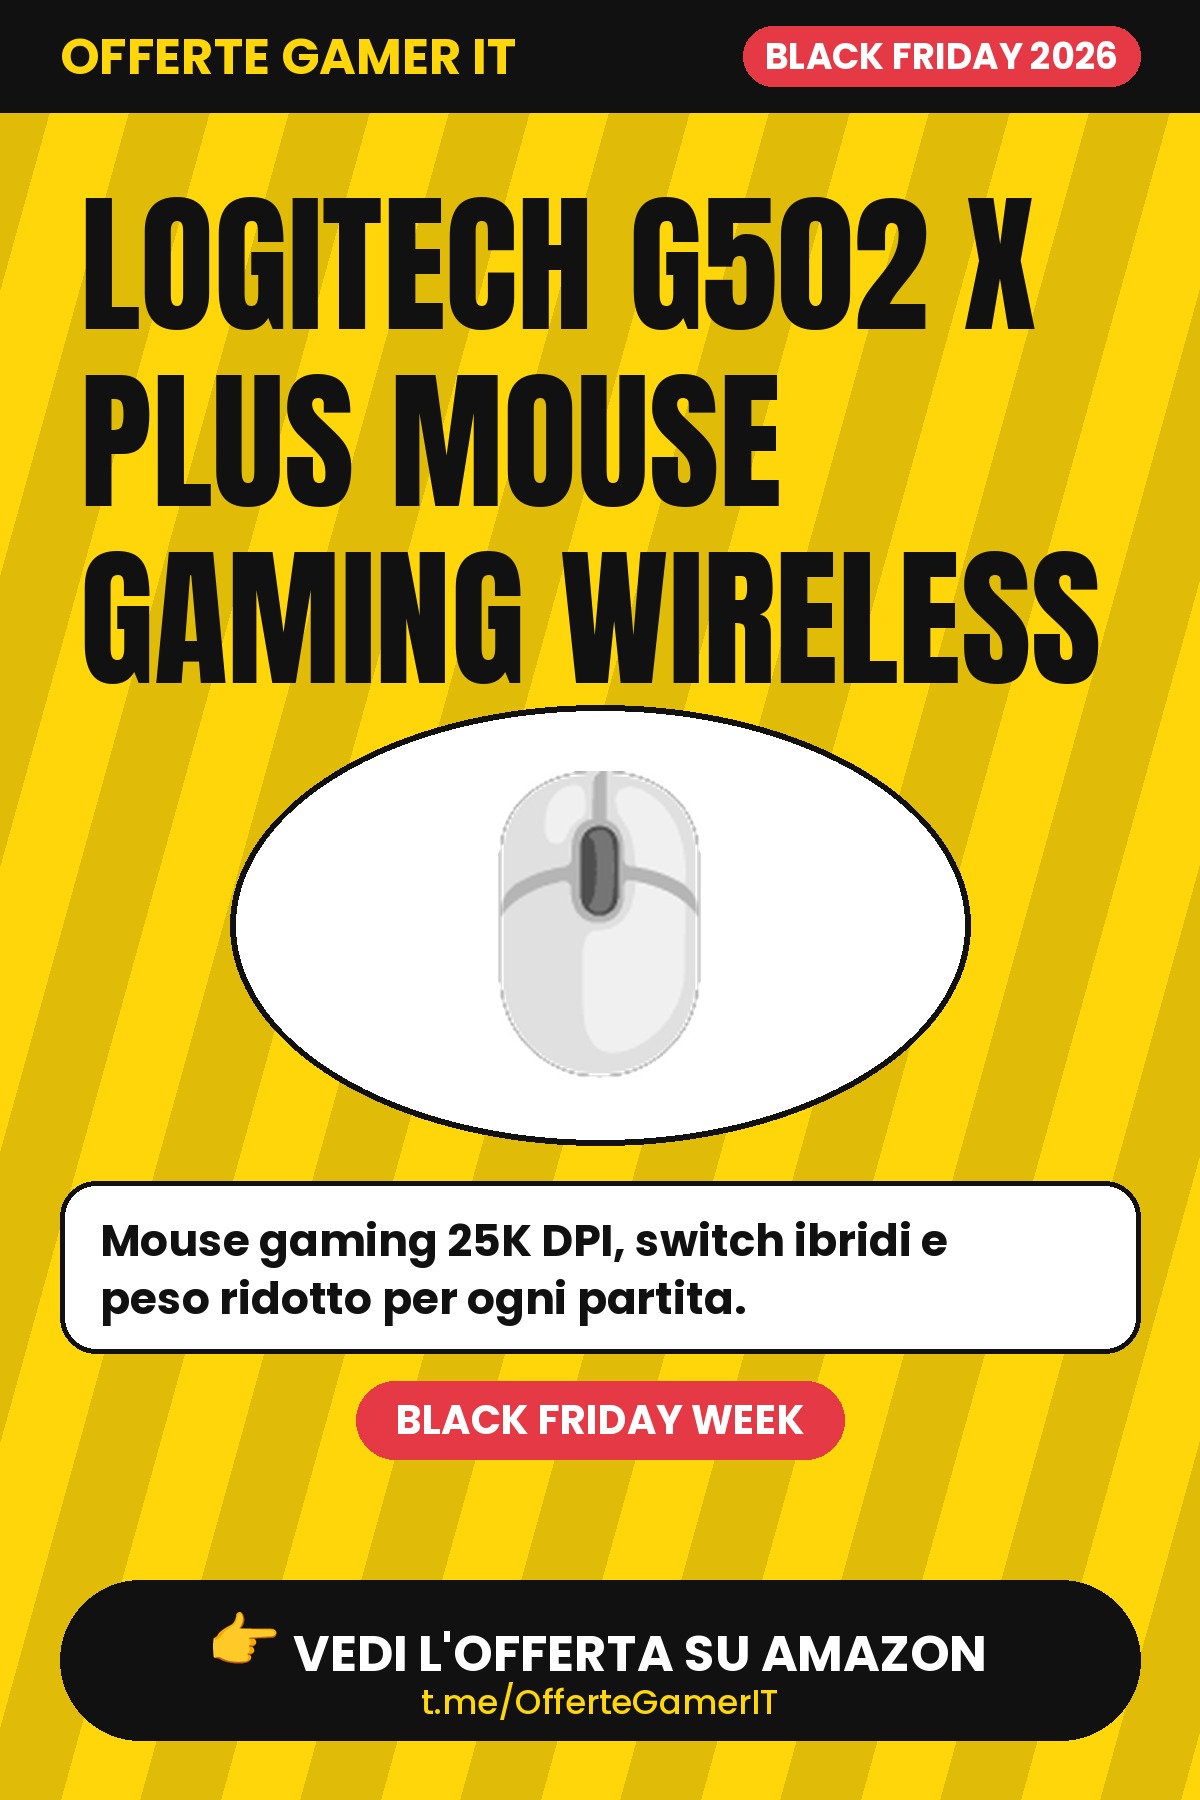 OFFERTE GAMER IT
BLACK FRIDAY 2026
LOGITECH G502 X
PLUS MOUSE
GAMING WIRELESS
Mouse gaming 25K DPI, switch ibridi e
peso ridotto per ogni partita.
BLACK FRIDAY WEEK
👉 VEDI L'OFFERTA SU AMAZON
t.me/OfferteGamerIT